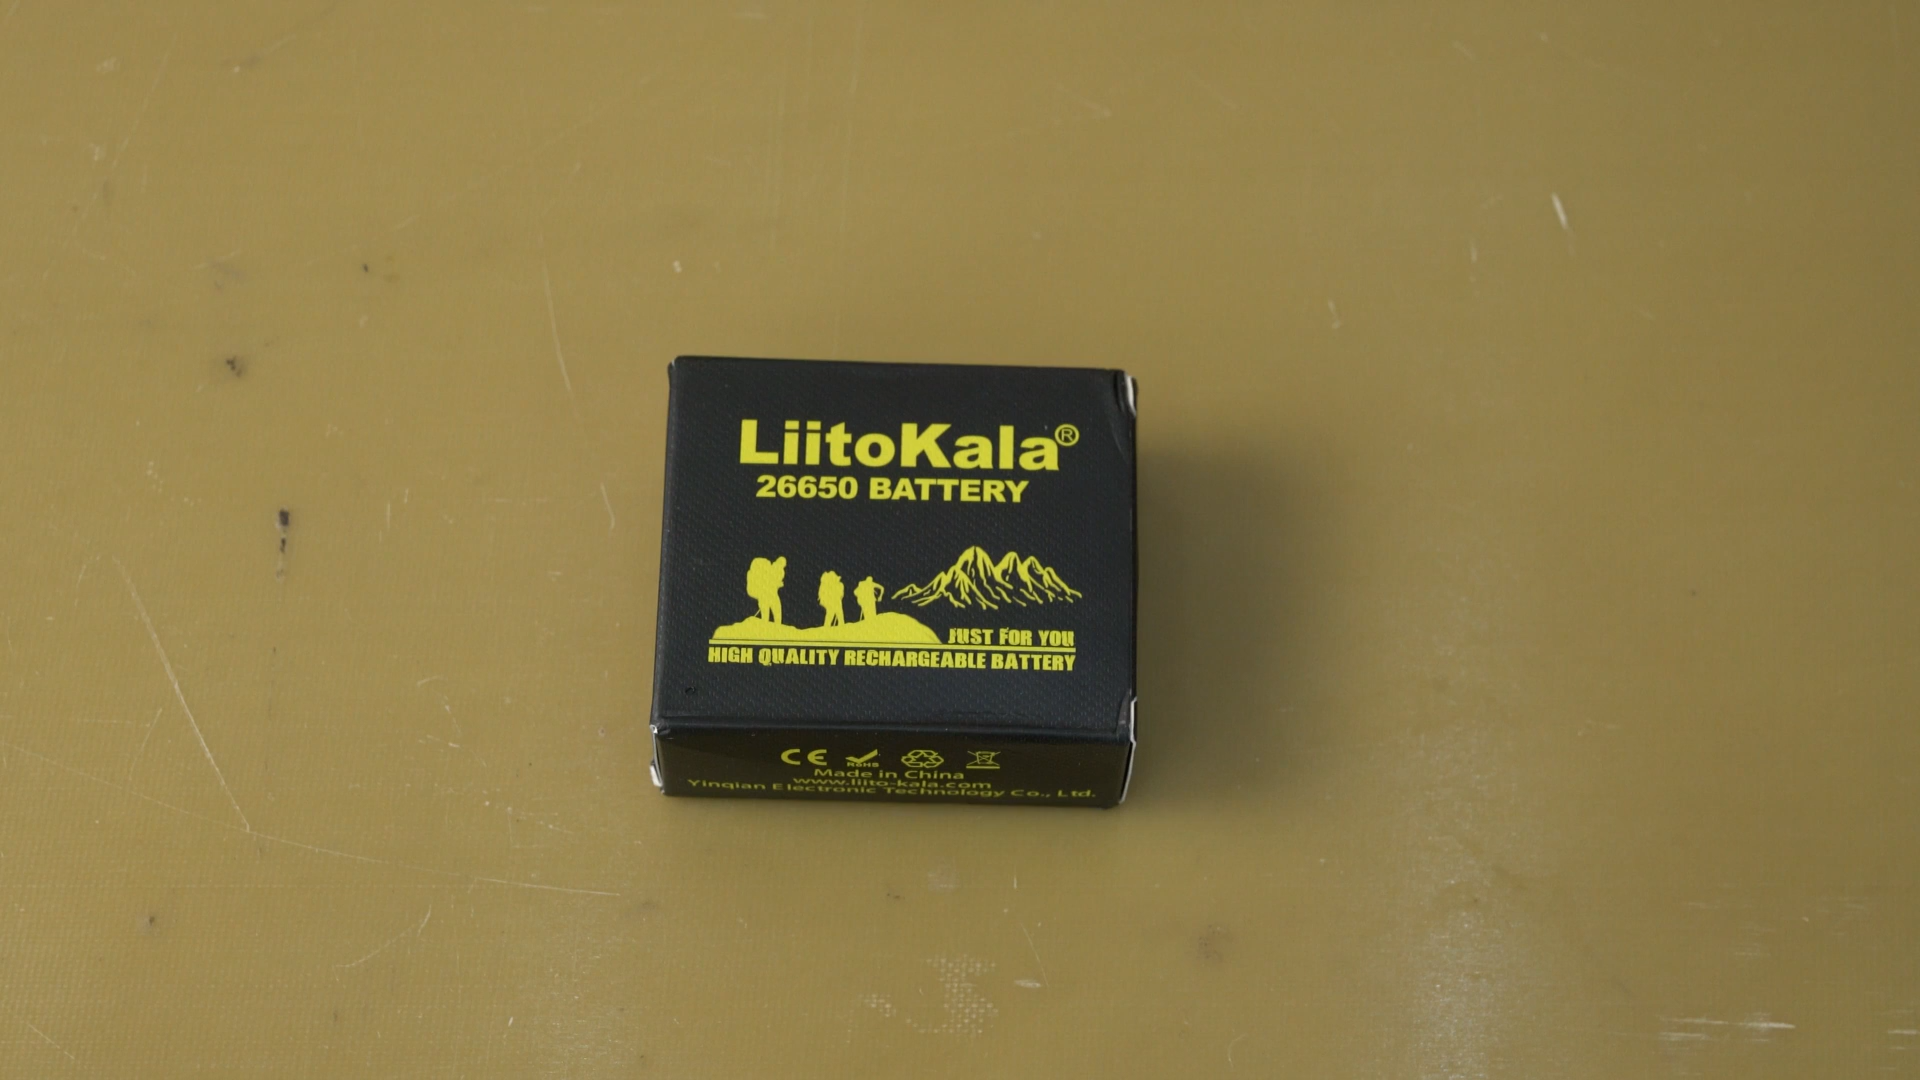 LiitoKala®
26650 BATTERY
JUST FOR YOU
HIGH QUALITY RECHARGEABLE BATTERY
CE RoHS
Made in China
www.liito-kala.com
Yinqian Electronic Technology Co., Ltd.